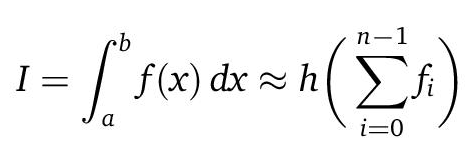 I = ∫_a^b f(x) dx ≈ h( ∑_{i=0}^{n−1} f_i )